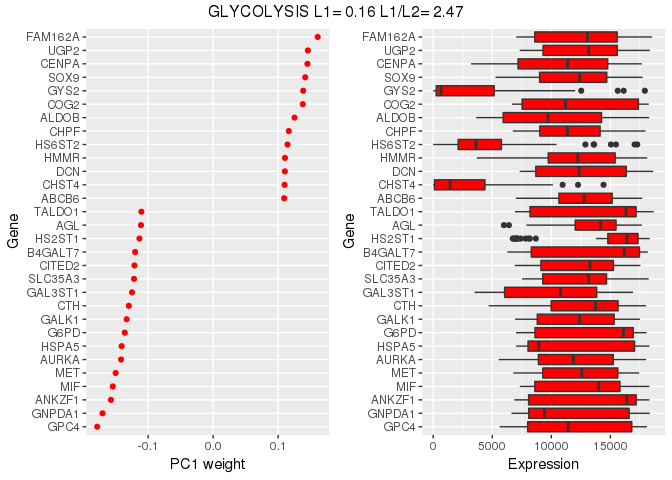 GLYCOLYSIS L1= 0.16 L1/L2= 2.47
Gene
FAM162A
UGP2
CENPA
SOX9
GYS2
COG2
ALDOB
CHPF
HS6ST2
HMMR
DCN
CHST4
ABCB6
TALDO1
AGL
HS2ST1
B4GALT7
CITED2
SLC35A3
GAL3ST1
CTH
GALK1
G6PD
HSPA5
AURKA
MET
MIF
ANKZF1
GNPDA1
GPC4
-0.1 0.0 0.1
PC1 weight
Gene
FAM162A
UGP2
CENPA
SOX9
GYS2
COG2
ALDOB
CHPF
HS6ST2
HMMR
DCN
CHST4
ABCB6
TALDO1
AGL
HS2ST1
B4GALT7
CITED2
SLC35A3
GAL3ST1
CTH
GALK1
G6PD
HSPA5
AURKA
MET
MIF
ANKZF1
GNPDA1
GPC4
0 5000 10000 15000
Expression